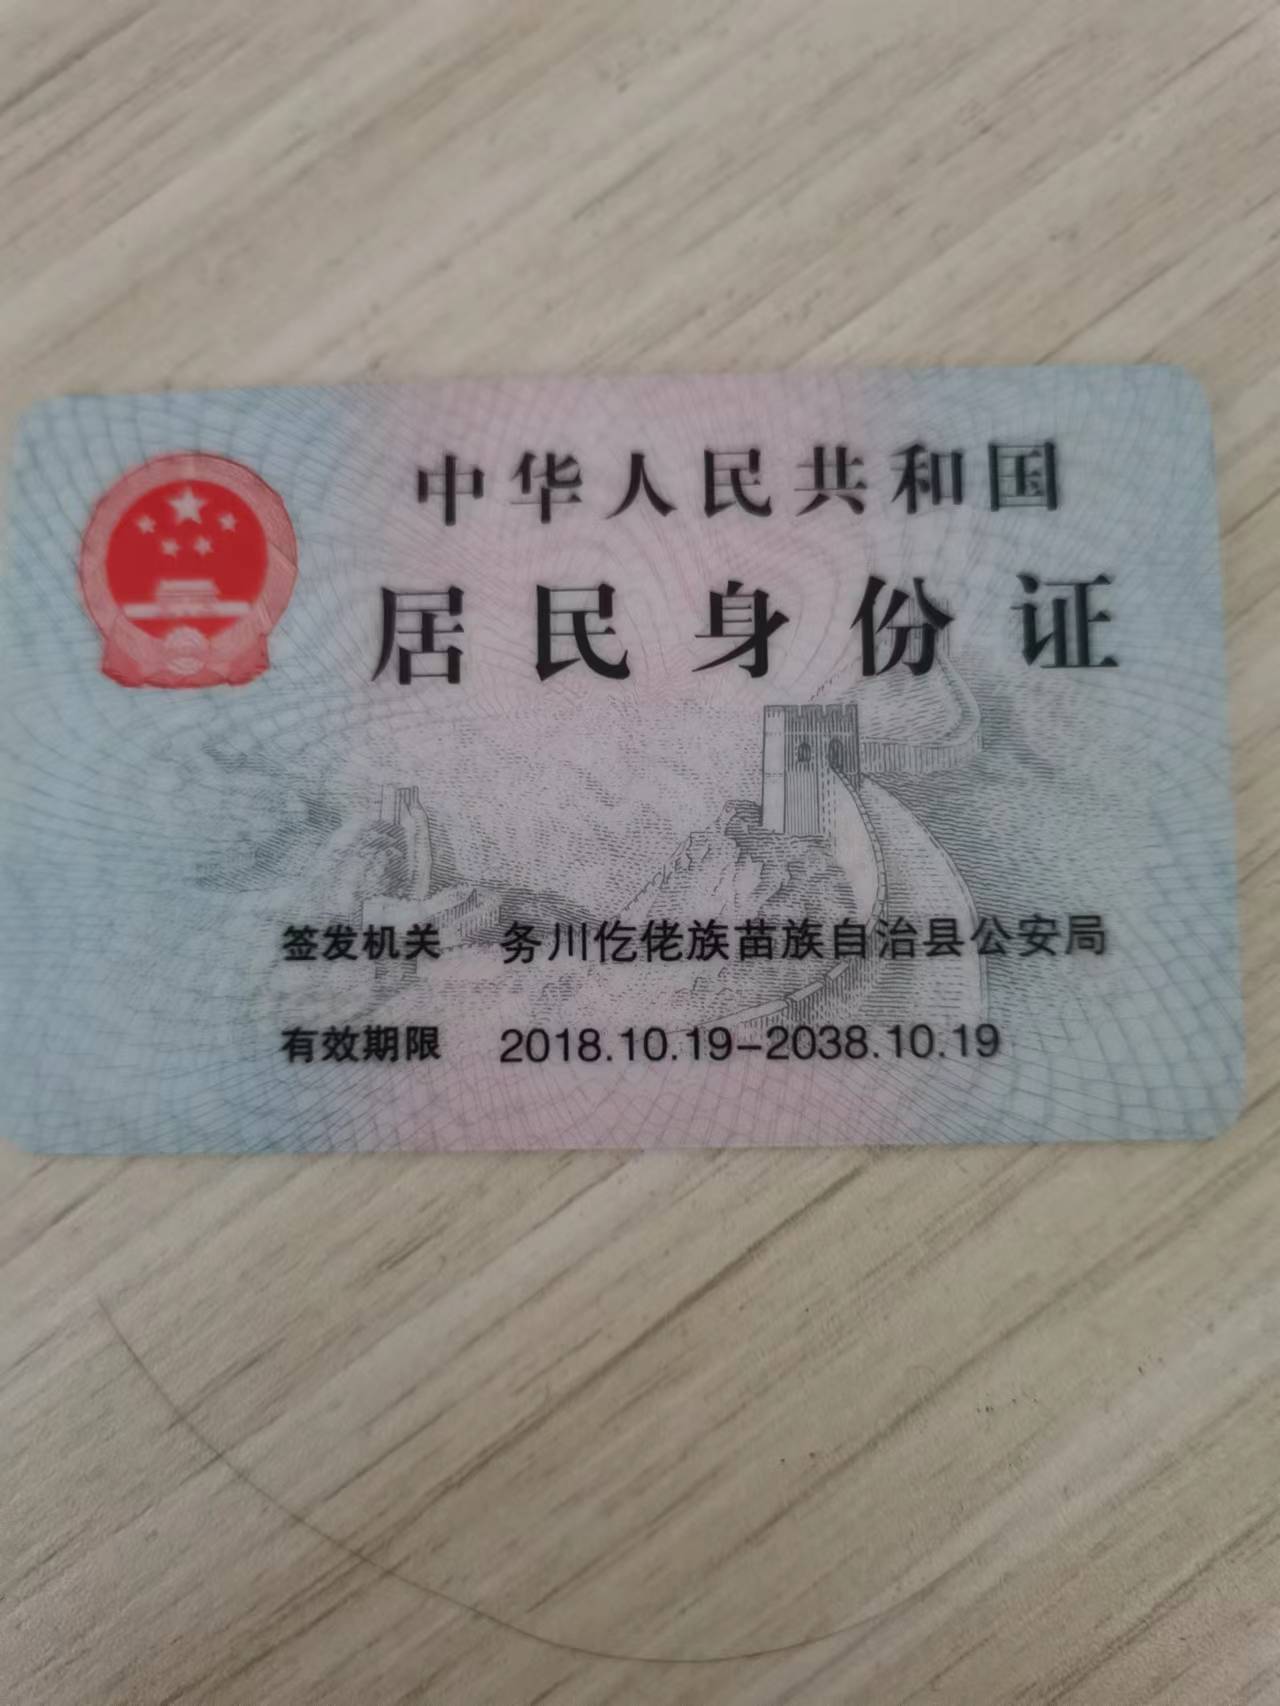 中华人民共和国
居民身份证
签发机关 务川仡佬族苗族自治县公安局
有效期限 2018.10.19-2038.10.19